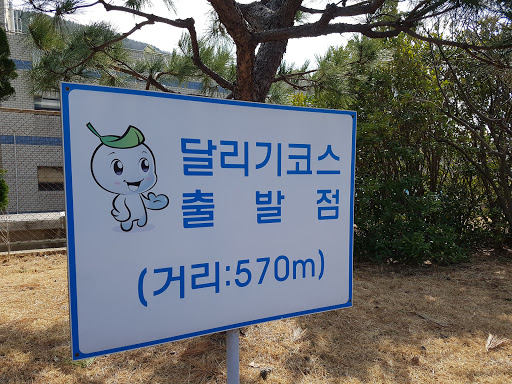 달리기코스
출 발 점
(거리:570m)